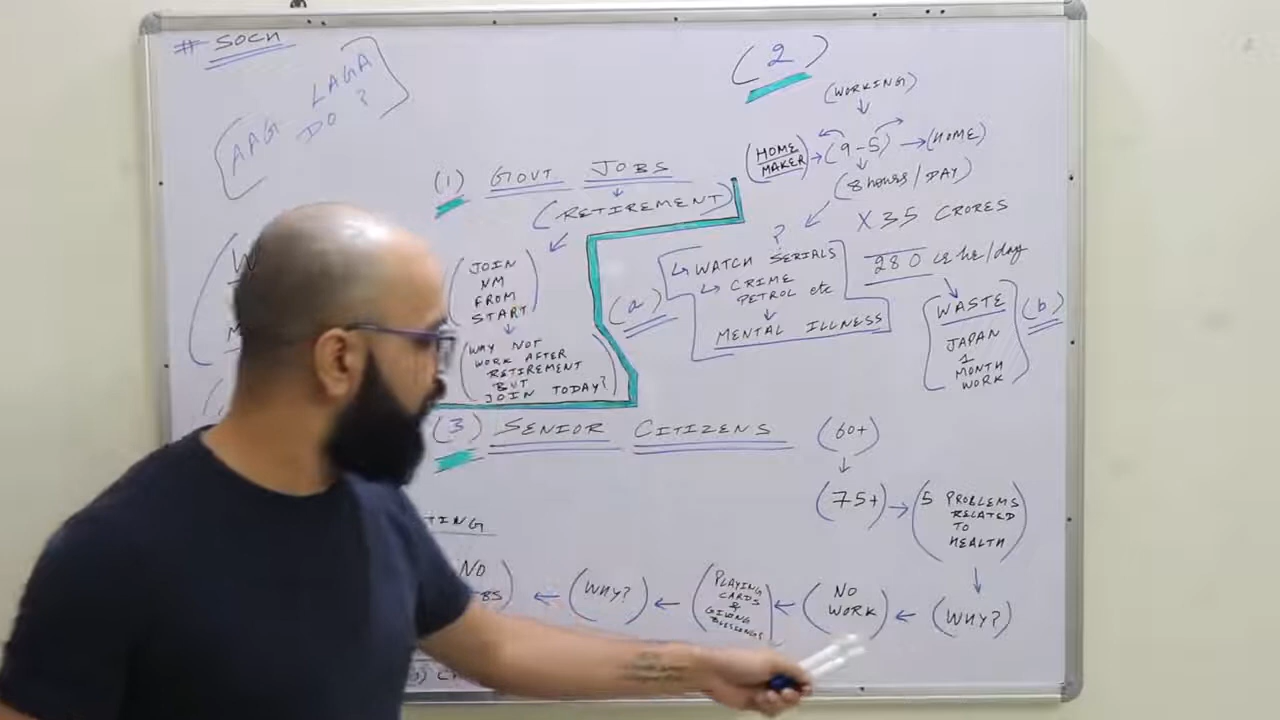 # SOCH
AAG LAGA
DO ?
(1) GOVT JOBS
(RETIREMENT)
JOIN
NM
FROM
START
WHY NOT
WORK AFTER
RETIREMENT
BUT
JOIN TODAY?
(2)
(WORKING)
(HOME MAKER) (9-5) (HOME)
(8 HOURS/DAY)
X 35 CRORES
280 /day
?
(a)
WATCH SERIALS
CRIME
PETROL etc
MENTAL ILLNESS
WASTE (b)
JAPAN
1
MONTH
WORK
(3) SENIOR CITIZENS
(60+)
(75+)
5 PROBLEMS
RELATED
TO
HEALTH
(WHY?)
NO
WORK
PLAYING
CARDS
&
GIVING
BLESSINGS
(WHY?)
NO